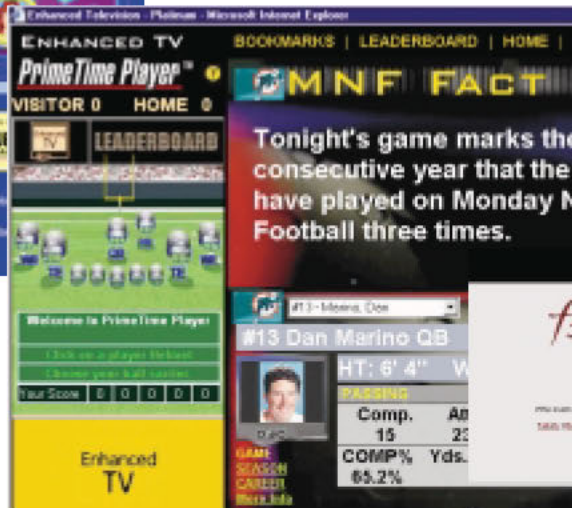 Enhanced Television - Platinum - Microsoft Internet Explorer
ENHANCED TV
BOOKMARKS | LEADERBOARD | HOME |
PrimeTime Player™
VISITOR 0 HOME 0
MNF FACT
TV
LEADERBOARD
Tonight's game marks the
consecutive year that the
have played on Monday N
Football three times.
Welcome to PrimeTime Player
Click on a player Helmet
Choose your ball carrier
Your Score 0 0 0 0 0
Enhanced
TV
#13 - Marino, Dan
#13 Dan Marino QB
HT: 6' 4" W
PASSING
Comp.
15
COMP% Yds.
65.2%
GAME
SEASON
CAREER
More Info